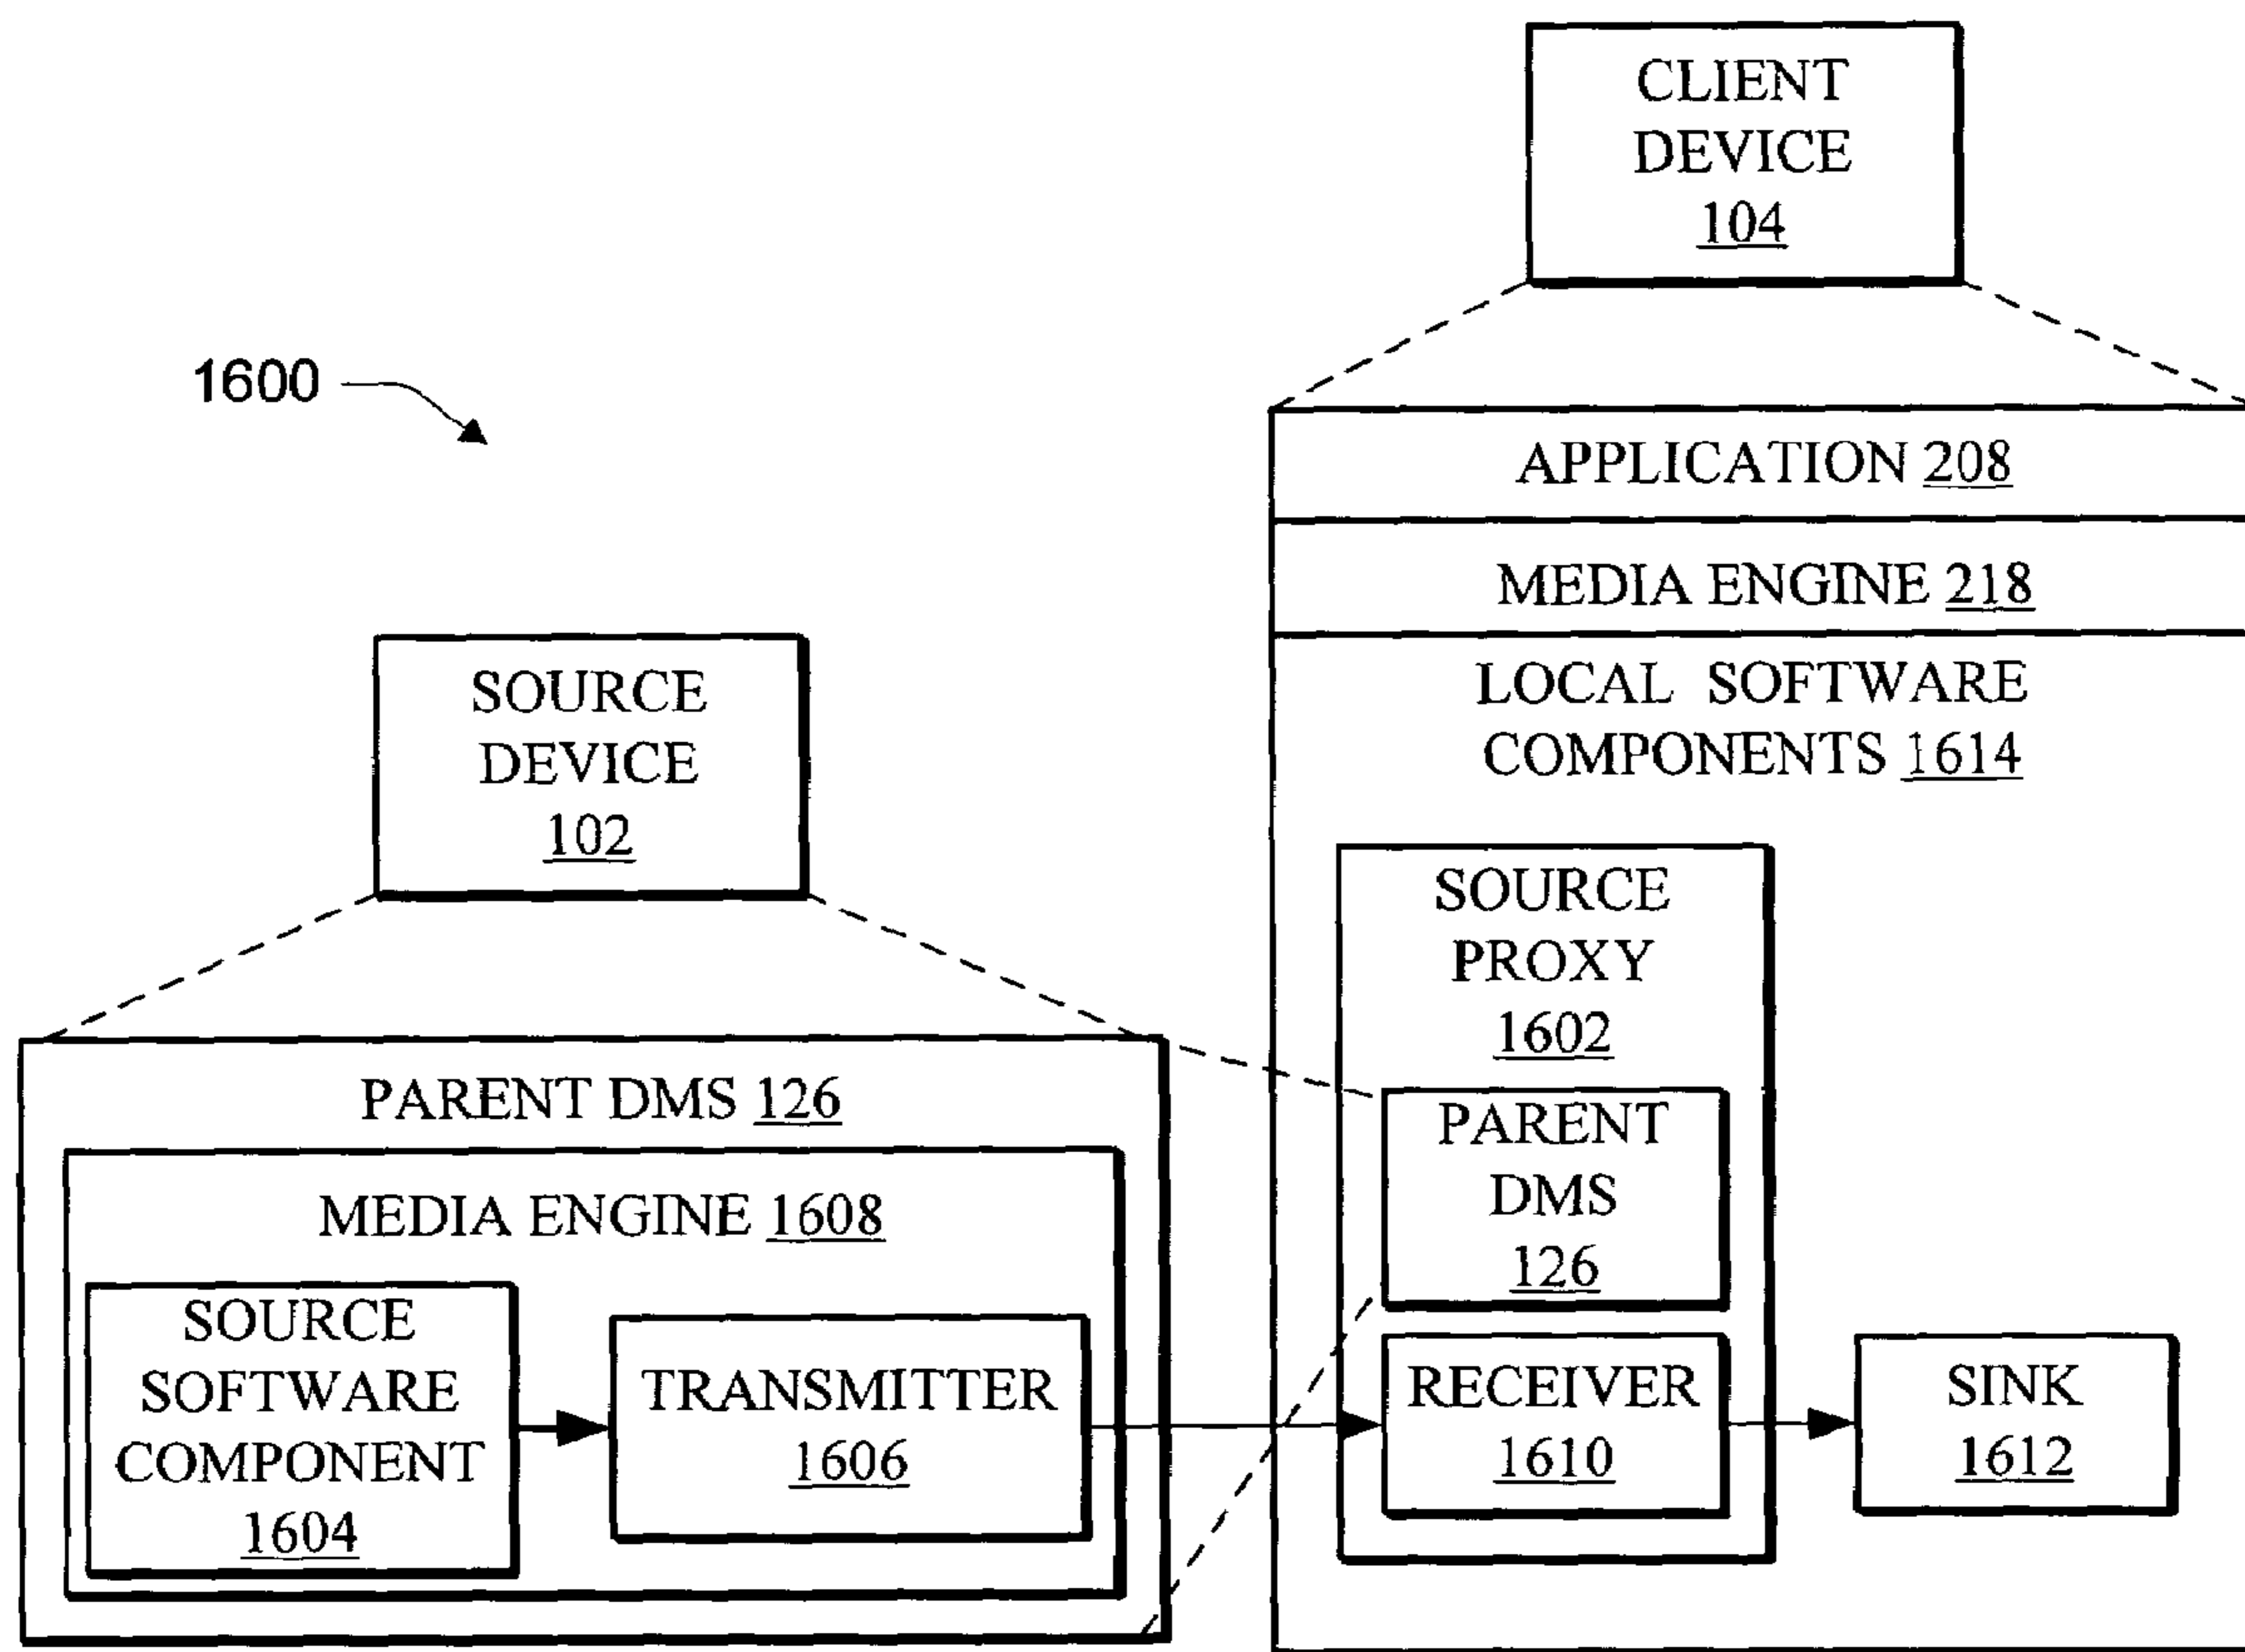 CLIENT
DEVICE
104
1600
APPLICATION 208
MEDIA ENGINE 218
LOCAL SOFTWARE
COMPONENTS 1614
SOURCE
DEVICE
102
SOURCE
PROXY
1602
PARENT DMS 126
PARENT
DMS
126
MEDIA ENGINE 1608
SOURCE
SOFTWARE
COMPONENT
1604
TRANSMITTER
1606
RECEIVER
1610
SINK
1612